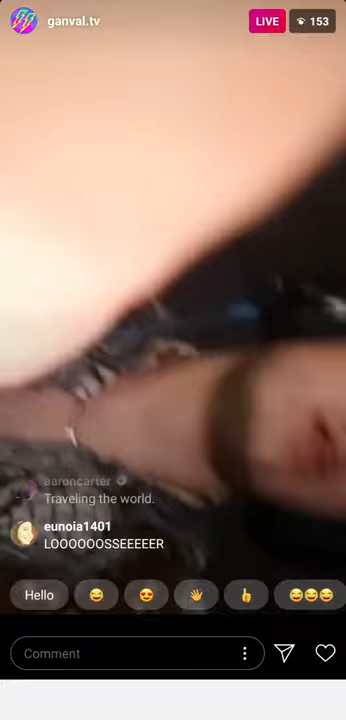 ganval.tv
LIVE
153
aaroncarter
Traveling the world.
eunoia1401
LOOOOOOSSEEEEER
Hello
Comment